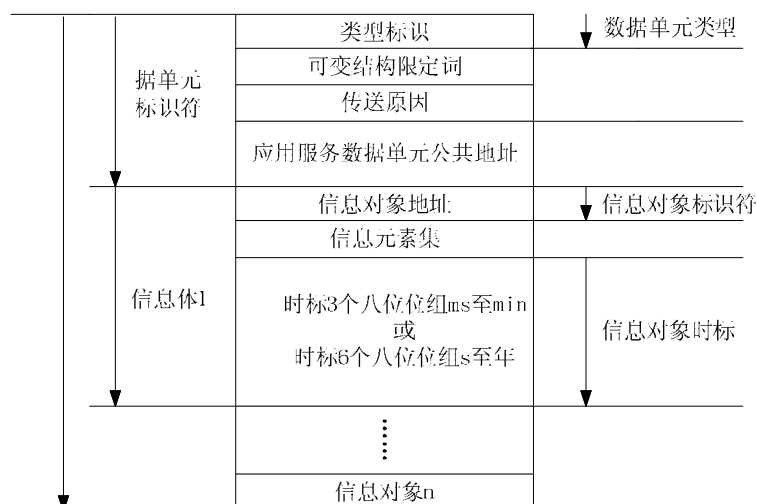 类型标识
数据单元类型
可变结构限定词
据单元
标识符
传送原因
应用服务数据单元公共地址
信息对象地址
信息对象标识符
信息元素集
信息体1
时标3个八位位组ms至min
或
时标6个八位位组s至年
信息对象时标
信息对象n